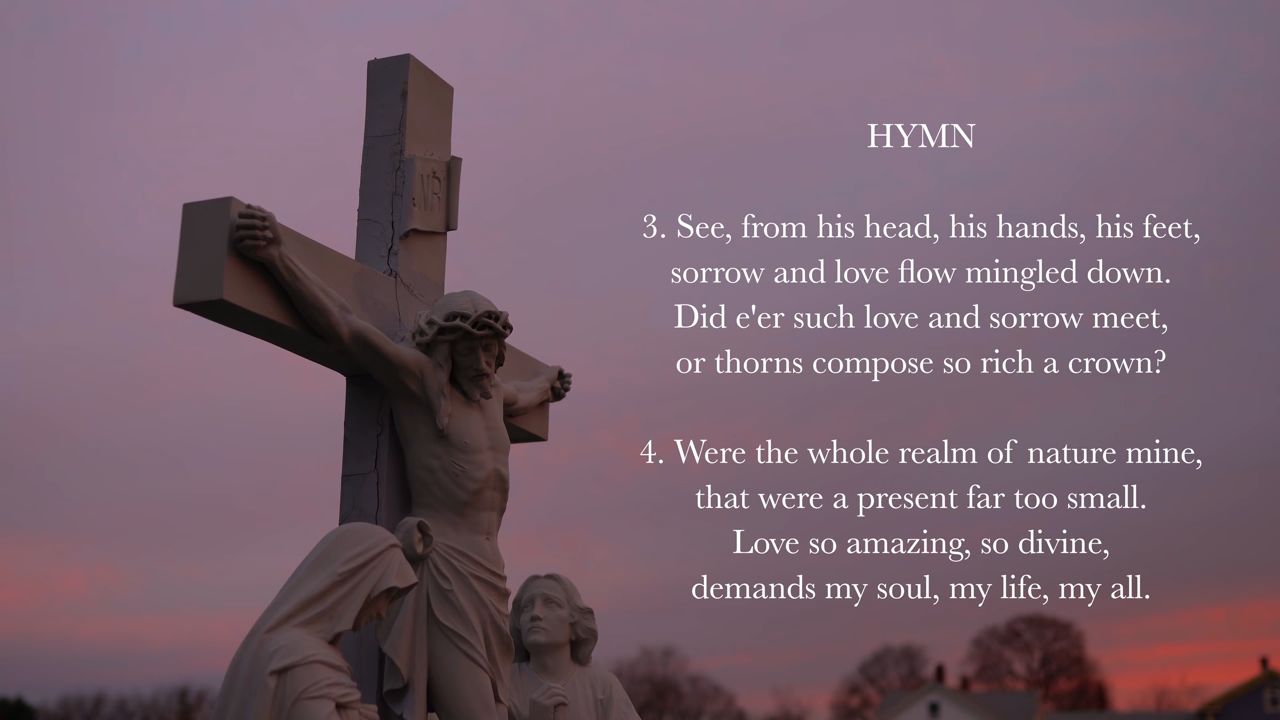 INRI
HYMN
3. See, from his head, his hands, his feet,
sorrow and love flow mingled down.
Did e'er such love and sorrow meet,
or thorns compose so rich a crown?
4. Were the whole realm of nature mine,
that were a present far too small.
Love so amazing, so divine,
demands my soul, my life, my all.